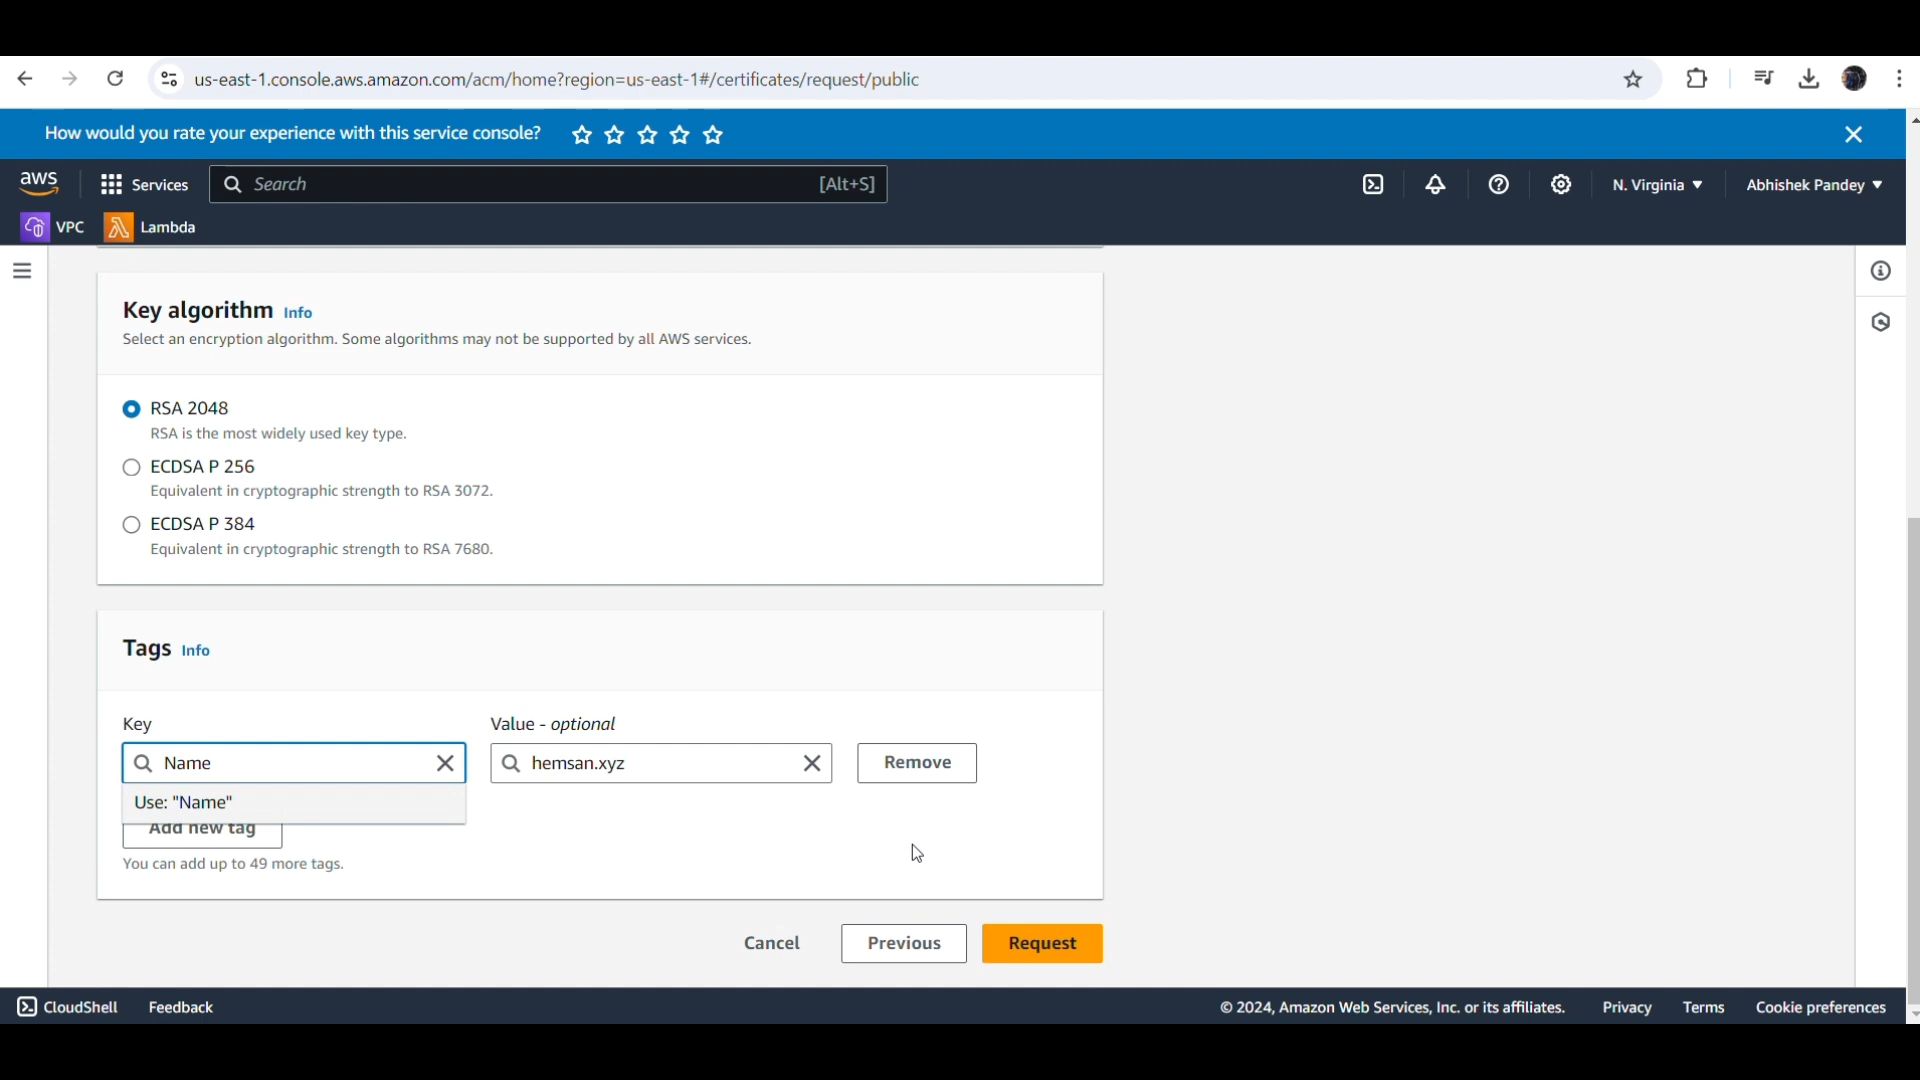 us-east-1.console.aws.amazon.com/acm/home?region=us-east-1#/certificates/request/public
How would you rate your experience with this service console?
aws Services Search [Alt+S] N. Virginia Abhishek Pandey
VPC Lambda
Key algorithm Info
Select an encryption algorithm. Some algorithms may not be supported by all AWS services.
RSA 2048
RSA is the most widely used key type.
ECDSA P 256
Equivalent in cryptographic strength to RSA 3072.
ECDSA P 384
Equivalent in cryptographic strength to RSA 7680.
Tags Info
Key Value - optional
Name hemsan.xyz Remove
Use: "Name"
Add new tag
You can add up to 49 more tags.
Cancel Previous Request
CloudShell Feedback © 2024, Amazon Web Services, Inc. or its affiliates. Privacy Terms Cookie preferences